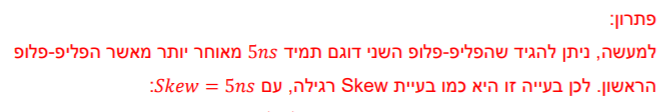 פתרון:
למעשה, ניתן להגיד שהפליפ-פלופ השני דוגם תמיד 5ns מאוחר יותר מאשר הפליפ-פלופ
הראשון. לכן בעייה זו היא כמו בעיית Skew רגילה, עם Skew = 5ns: